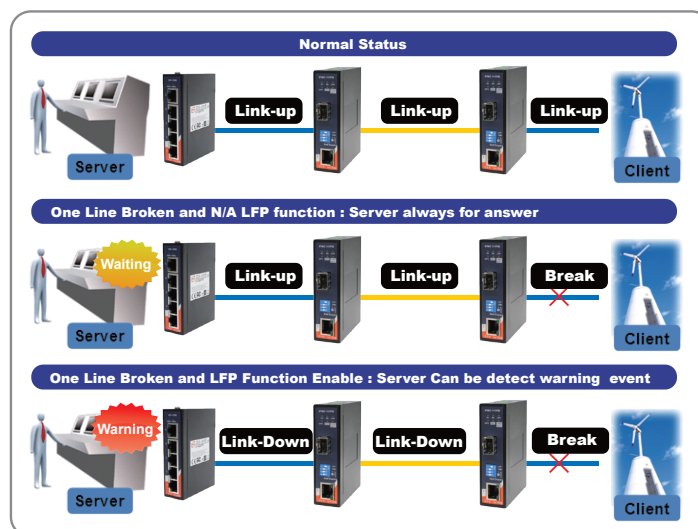 Normal Status
Link-up
Link-up
Link-up
Server
Client
One Line Broken and N/A LFP function : Server always for answer
Waiting
Link-up
Link-up
Break
Server
Client
One Line Broken and LFP Function Enable : Server Can be detect warning event
Warning
Link-Down
Link-Down
Break
Server
Client